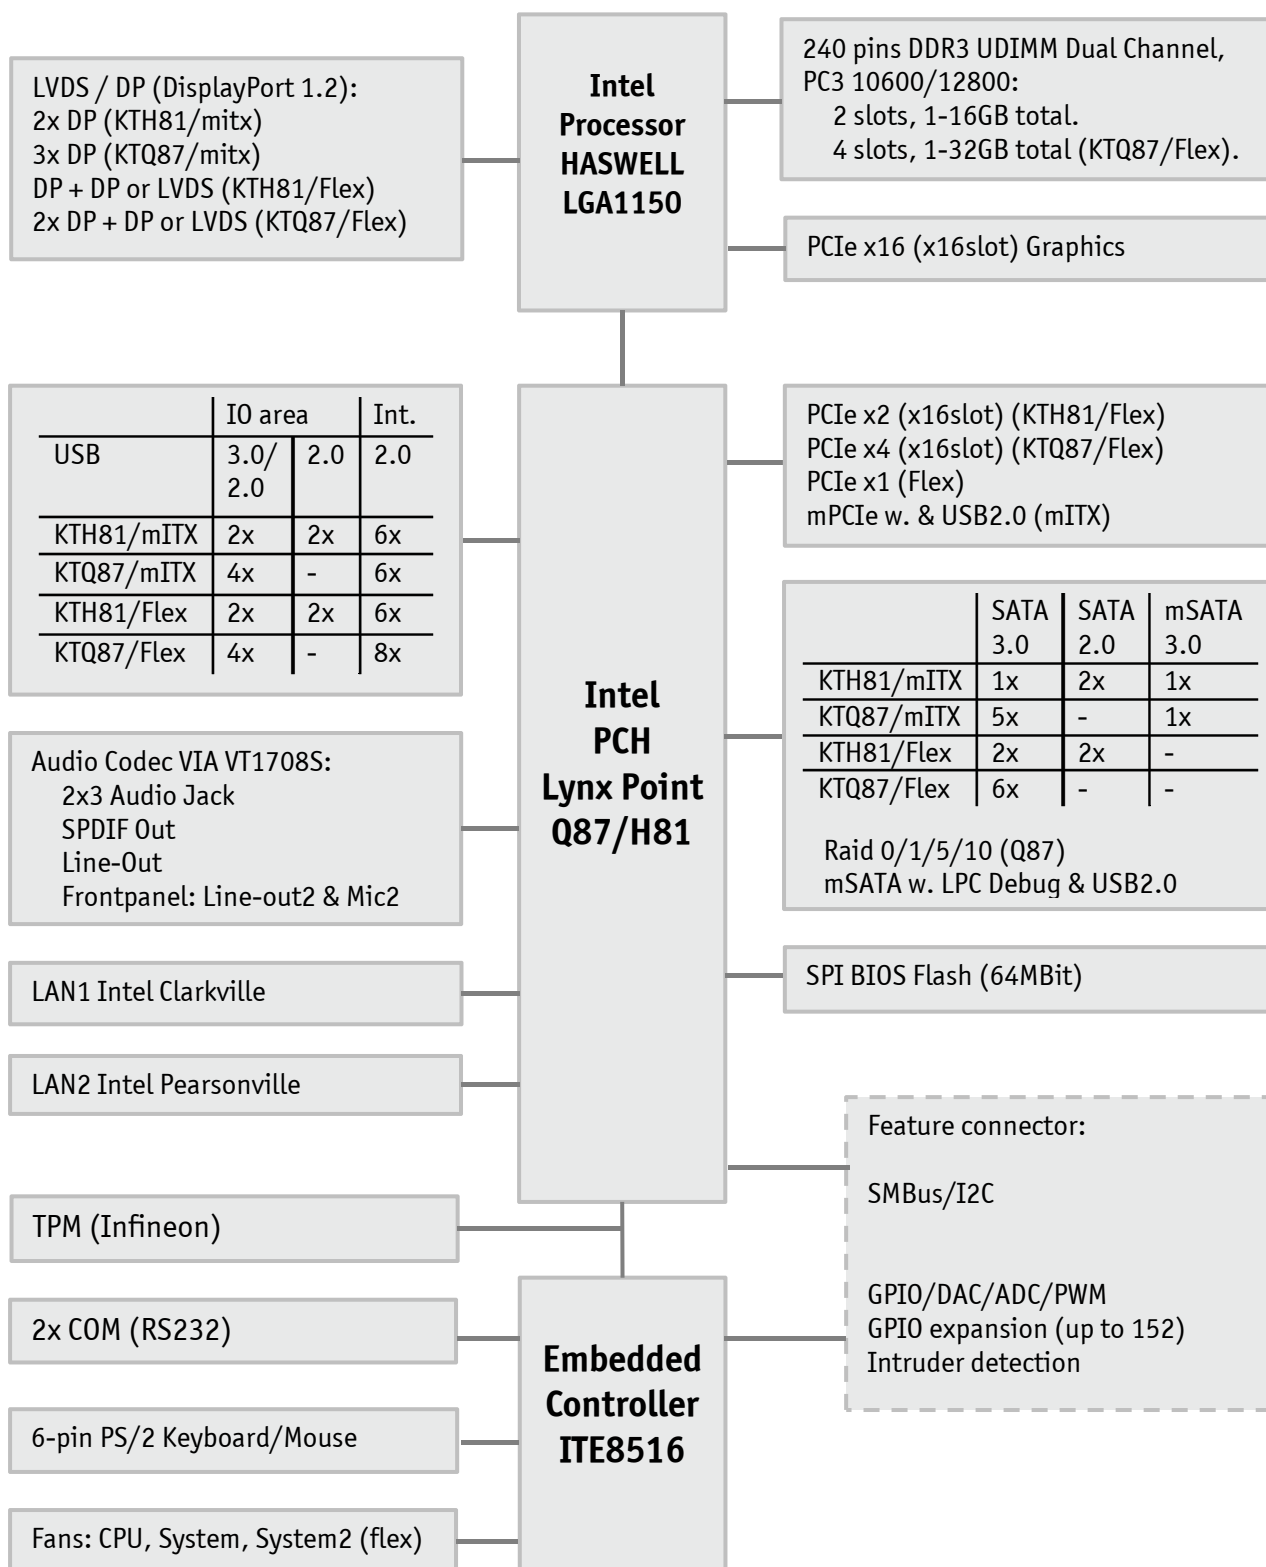 LVDS / DP (DisplayPort 1.2):
2x DP (KTH81/mitx)
3x DP (KTQ87/mitx)
DP + DP or LVDS (KTH81/Flex)
2x DP + DP or LVDS (KTQ87/Flex)
Intel
Processor
HASWELL
LGA1150
240 pins DDR3 UDIMM Dual Channel,
PC3 10600/12800:
2 slots, 1-16GB total.
4 slots, 1-32GB total (KTQ87/Flex).
PCIe x16 (x16slot) Graphics
IO area Int.
USB 3.0/ 2.0 2.0
2.0
KTH81/mITX 2x 2x 6x
KTQ87/mITX 4x - 6x
KTH81/Flex 2x 2x 6x
KTQ87/Flex 4x - 8x
Intel
PCH
Lynx Point
Q87/H81
PCIe x2 (x16slot) (KTH81/Flex)
PCIe x4 (x16slot) (KTQ87/Flex)
PCIe x1 (Flex)
mPCIe w. & USB2.0 (mITX)
SATA SATA mSATA
3.0 2.0 3.0
KTH81/mITX 1x 2x 1x
KTQ87/mITX 5x - 1x
KTH81/Flex 2x 2x -
KTQ87/Flex 6x - -
Raid 0/1/5/10 (Q87)
mSATA w. LPC Debug & USB2.0
Audio Codec VIA VT1708S:
2x3 Audio Jack
SPDIF Out
Line-Out
Frontpanel: Line-out2 & Mic2
LAN1 Intel Clarkville
LAN2 Intel Pearsonville
SPI BIOS Flash (64MBit)
Feature connector:
SMBus/I2C
GPIO/DAC/ADC/PWM
GPIO expansion (up to 152)
Intruder detection
TPM (Infineon)
2x COM (RS232)
6-pin PS/2 Keyboard/Mouse
Fans: CPU, System, System2 (flex)
Embedded
Controller
ITE8516